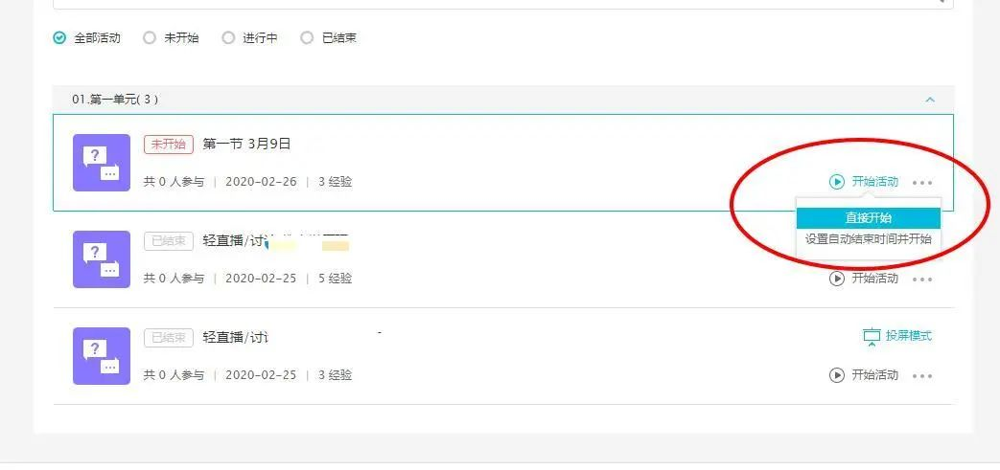 全部活动 未开始 进行中 已结束
01.第一单元( 3 )
未开始 第一节 3月9日
共 0 人参与 | 2020-02-26 | 3 经验
开始活动
直接开始
设置自动结束时间并开始
已结束 轻直播/讨
共 0 人参与 | 2020-02-25 | 5 经验
开始活动
已结束 轻直播/讨
投屏模式
共 0 人参与 | 2020-02-25 | 3 经验
开始活动